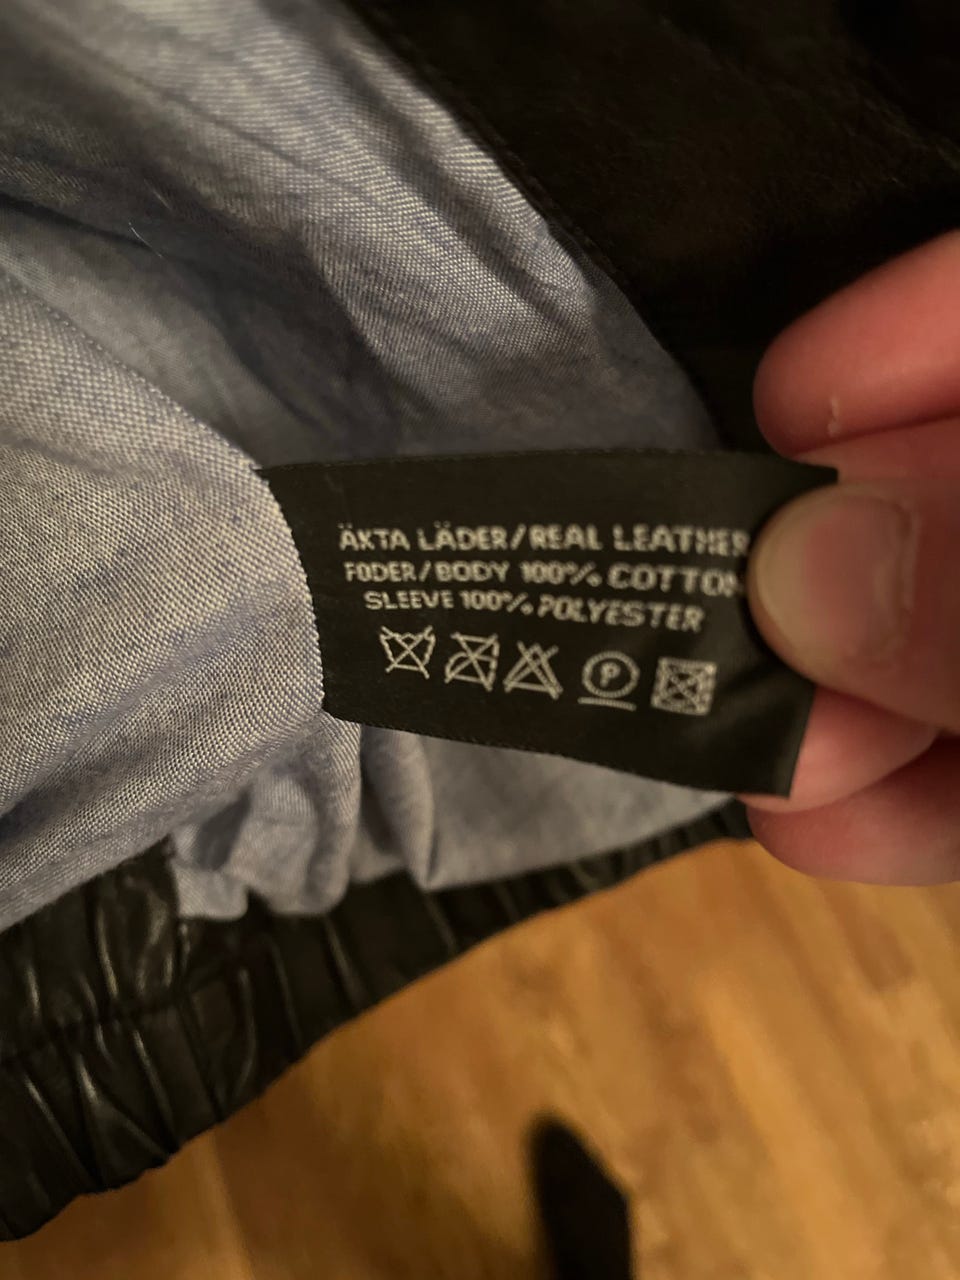 ÄKTA LÄDER/REAL LEATHER
FODER/BODY 100% COTTON
SLEEVE 100% POLYESTER
P